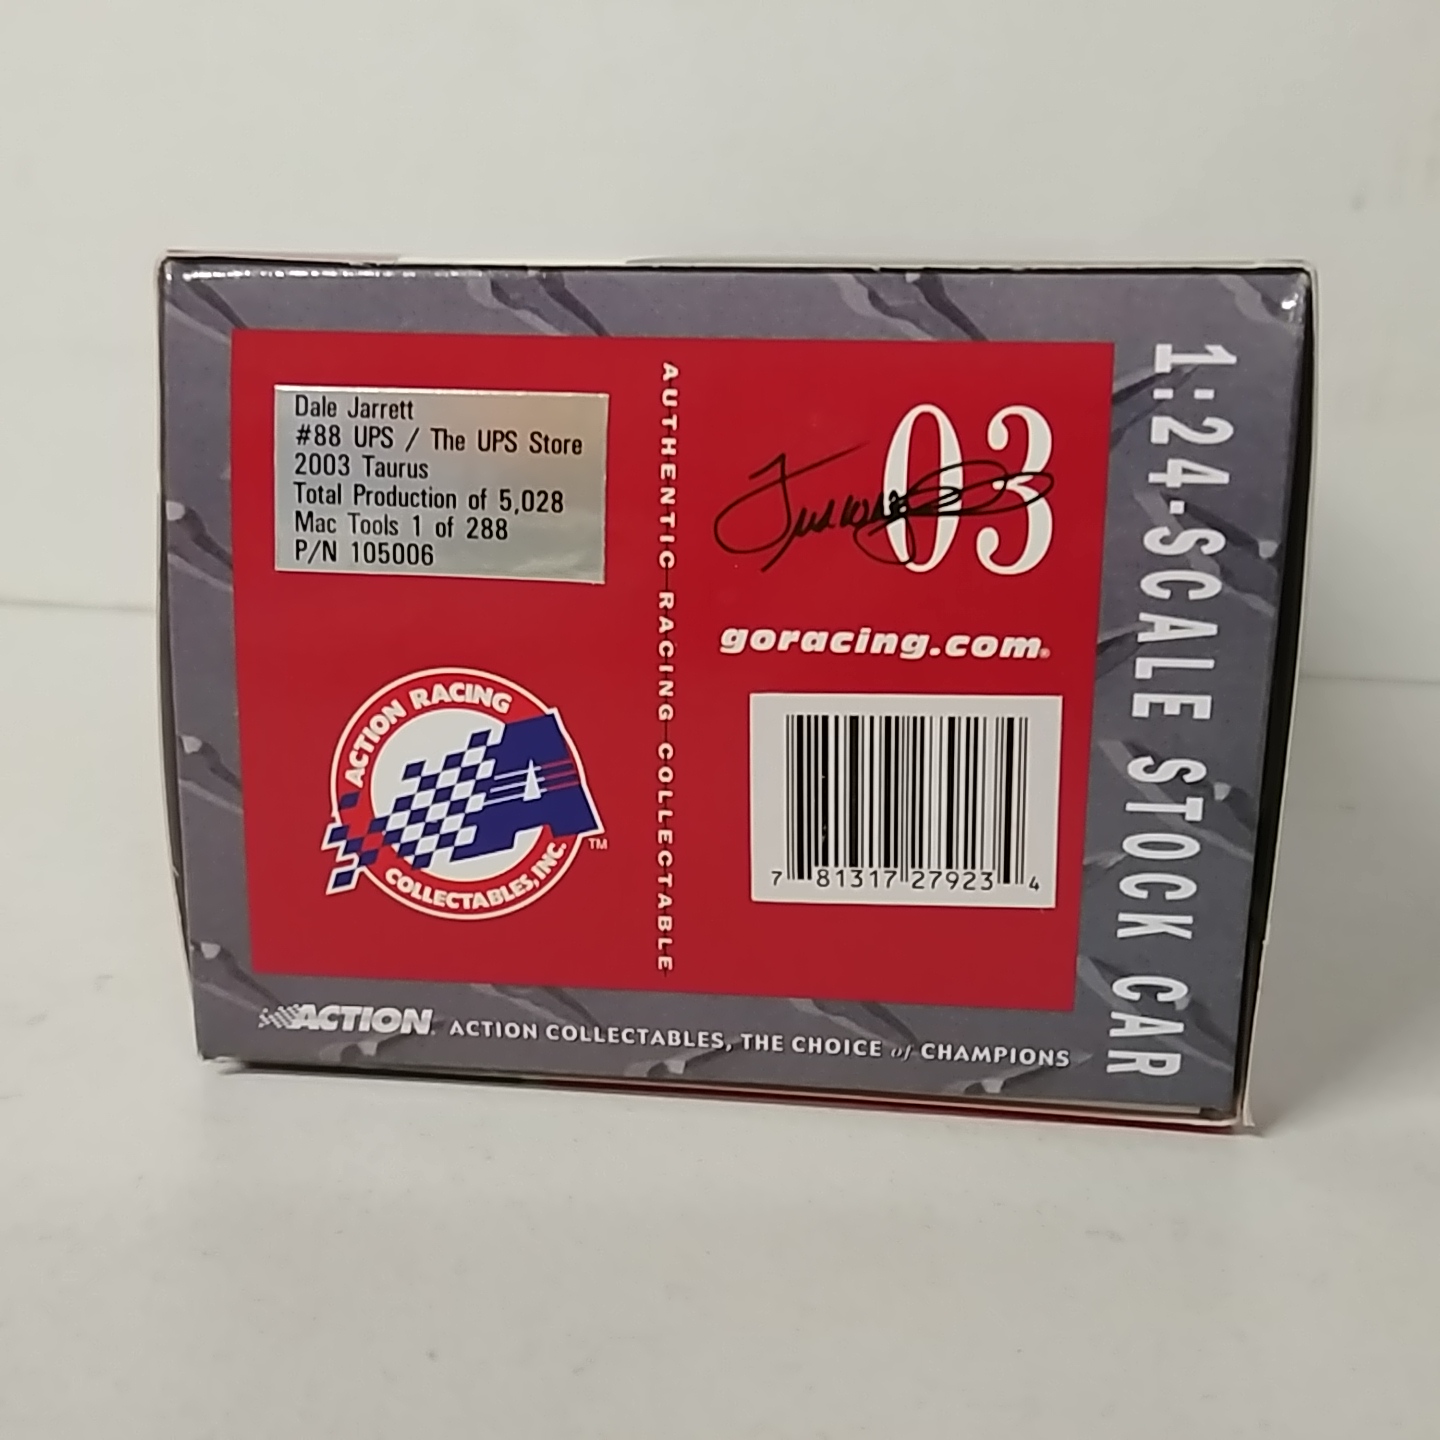 Dale Jarrett
#88 UPS / The UPS Store
2003 Taurus
Total Production of 5,028
Mac Tools 1 of 288
P/N 105006
ACTION RACING
COLLECTABLES, INC.
TM
AUTHENTIC RACING COLLECTABLE
03
goracing.com®
7 81317 27923 4
1:24-SCALE STOCK CAR
ACTION. ACTION COLLECTABLES, THE CHOICE of CHAMPIONS